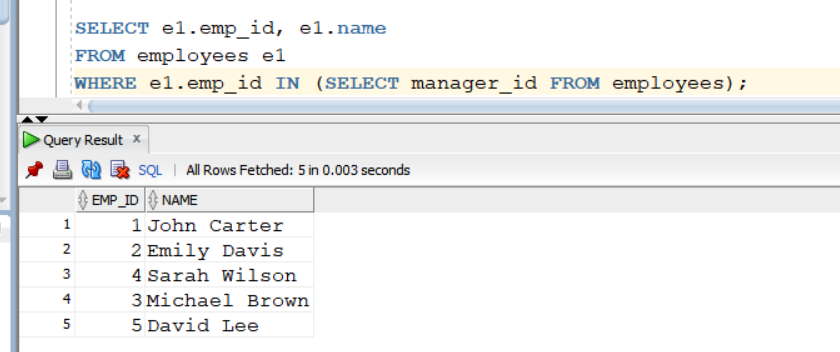 SELECT e1.emp_id, e1.name
FROM employees e1
WHERE e1.emp_id IN (SELECT manager_id FROM employees);
Query Result x
SQL | All Rows Fetched: 5 in 0.003 seconds
EMP_ID NAME
1 1 John Carter
2 2 Emily Davis
3 4 Sarah Wilson
4 3 Michael Brown
5 5 David Lee